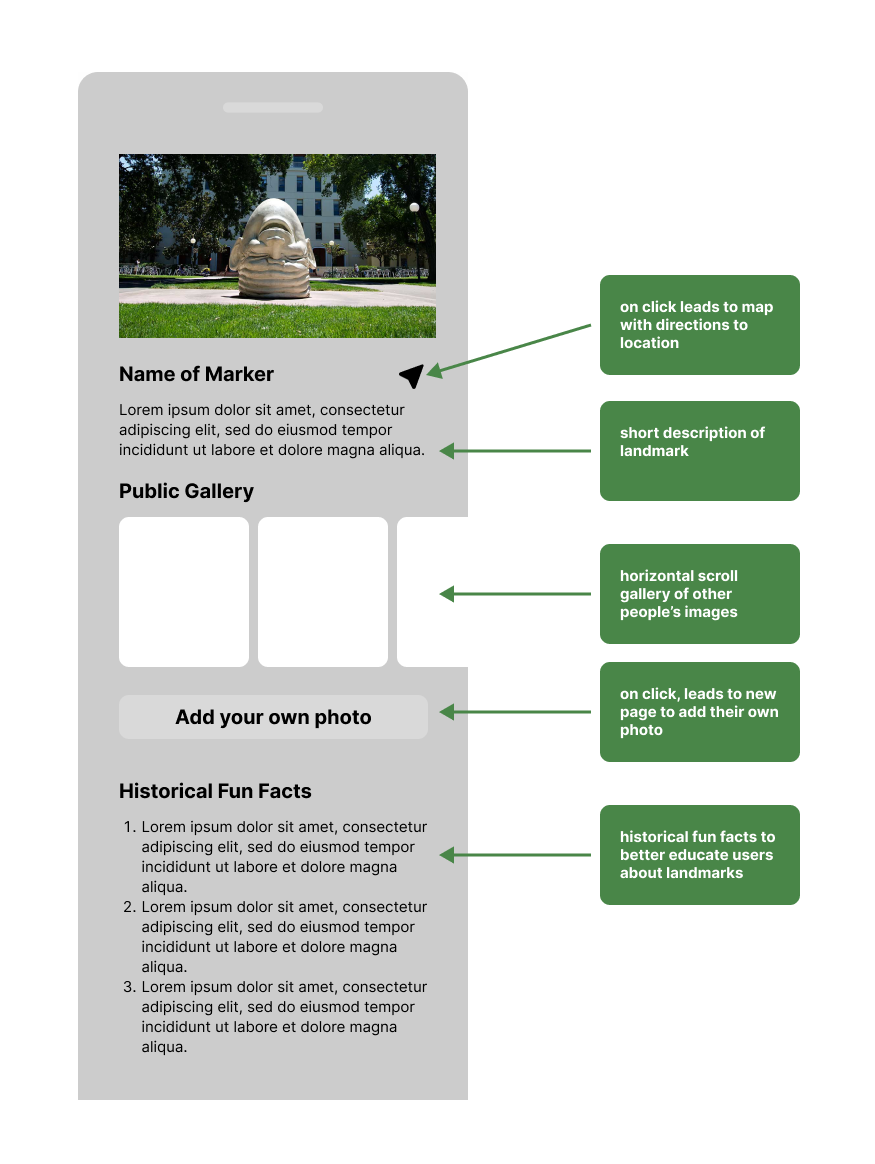 Name of Marker
Lorem ipsum dolor sit amet, consectetur
adipiscing elit, sed do eiusmod tempor
incididunt ut labore et dolore magna aliqua.
Public Gallery
Add your own photo
Historical Fun Facts
1. Lorem ipsum dolor sit amet, consectetur
adipiscing elit, sed do eiusmod tempor
incididunt ut labore et dolore magna
aliqua.
2. Lorem ipsum dolor sit amet, consectetur
adipiscing elit, sed do eiusmod tempor
incididunt ut labore et dolore magna
aliqua.
3. Lorem ipsum dolor sit amet, consectetur
adipiscing elit, sed do eiusmod tempor
incididunt ut labore et dolore magna
aliqua.
on click leads to map
with directions to
location
short description of
landmark
horizontal scroll
gallery of other
people’s images
on click, leads to new
page to add their own
photo
historical fun facts to
better educate users
about landmarks